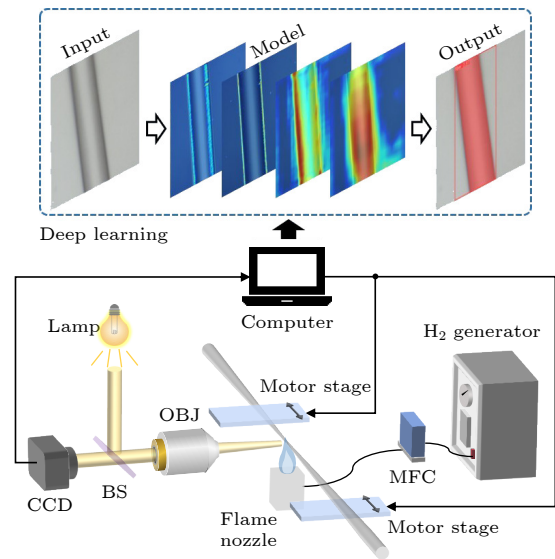 Input
Model
Output
Deep learning
Computer
Lamp
H2 generator
Motor stage
OBJ
MFC
CCD
BS
Flame
nozzle
Motor stage